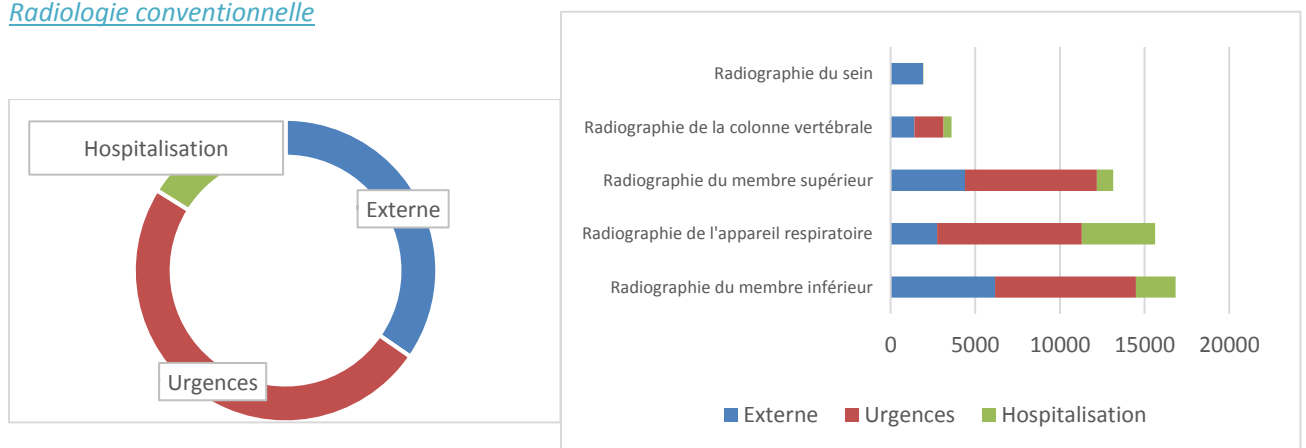 Radiologie conventionnelle
Hospitalisation
Externe
Urgences
Radiographie du sein
Radiographie de la colonne vertébrale
Radiographie du membre supérieur
Radiographie de l'appareil respiratoire
Radiographie du membre inférieur
0 5000 10000 15000 20000
Externe Urgences Hospitalisation